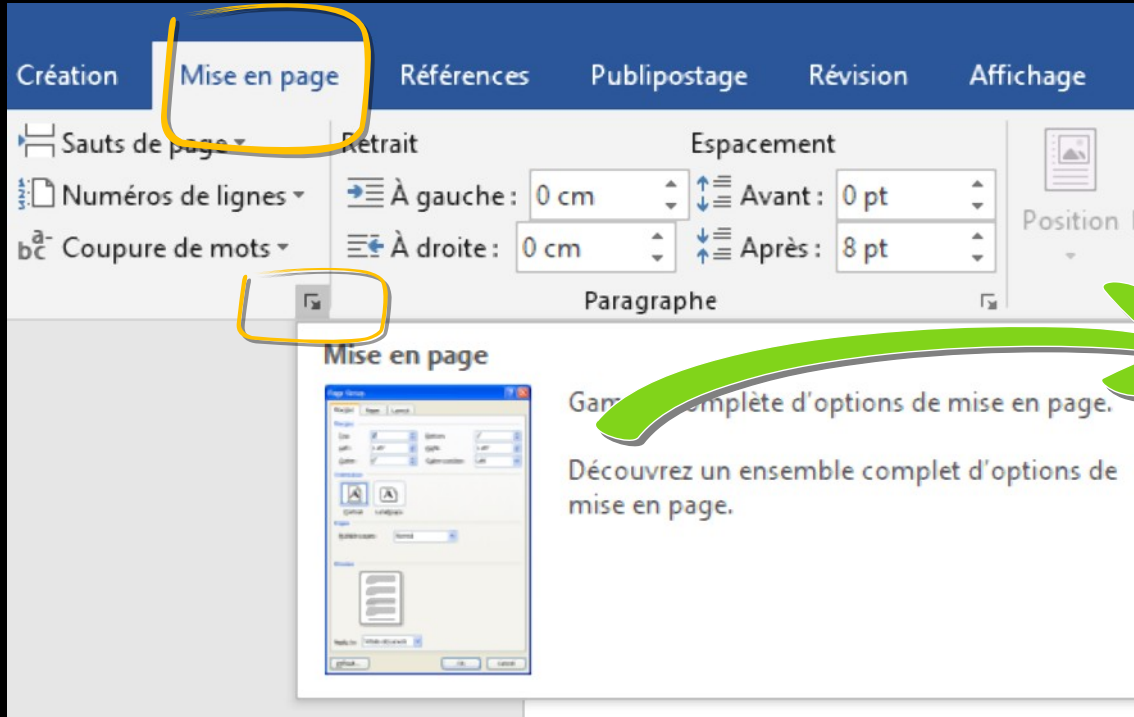 Création Mise en page Références Publipostage Révision Affichage
Sauts de page Retrait Espacement
Numéros de lignes À gauche : 0 cm Avant : 0 pt
Position
Coupure de mots À droite : 0 cm Après : 8 pt
Paragraphe
Mise en page
d'options de mise en page.
Découvrez un ensemble complet d'options de
mise en page.